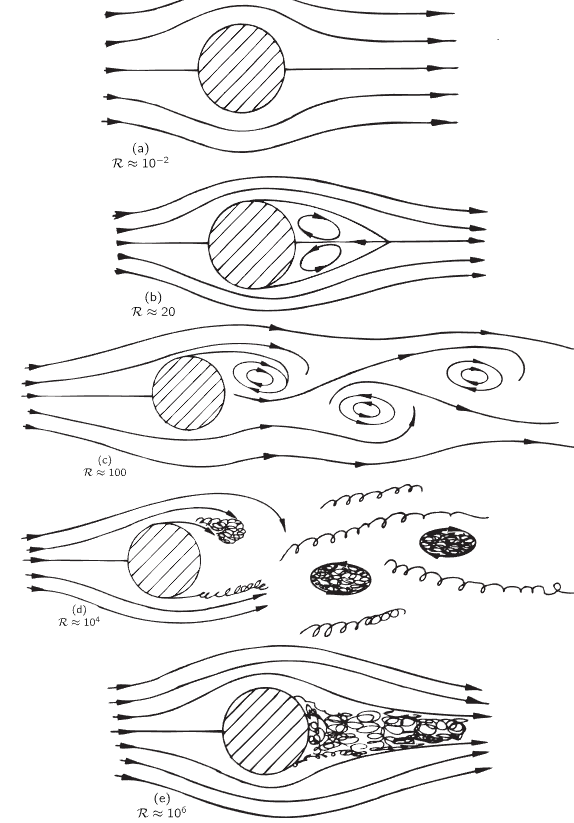 (a)
ℛ ≈ 10⁻²
(b)
ℛ ≈ 20
(c)
ℛ ≈ 100
(d)
ℛ ≈ 10⁴
(e)
ℛ ≈ 10⁶